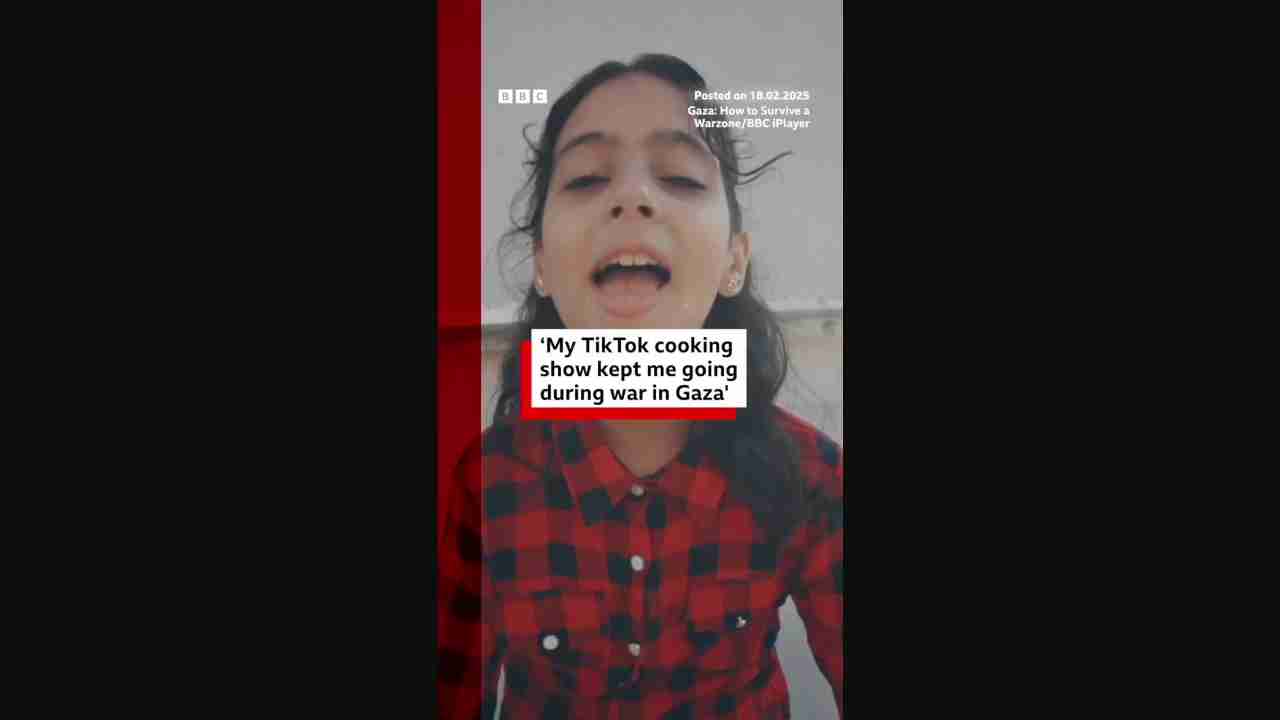 BBC
Posted on 18.02.2025
Gaza: How to Survive a
Warzone/BBC iPlayer
‘My TikTok cooking
show kept me going
during war in Gaza'